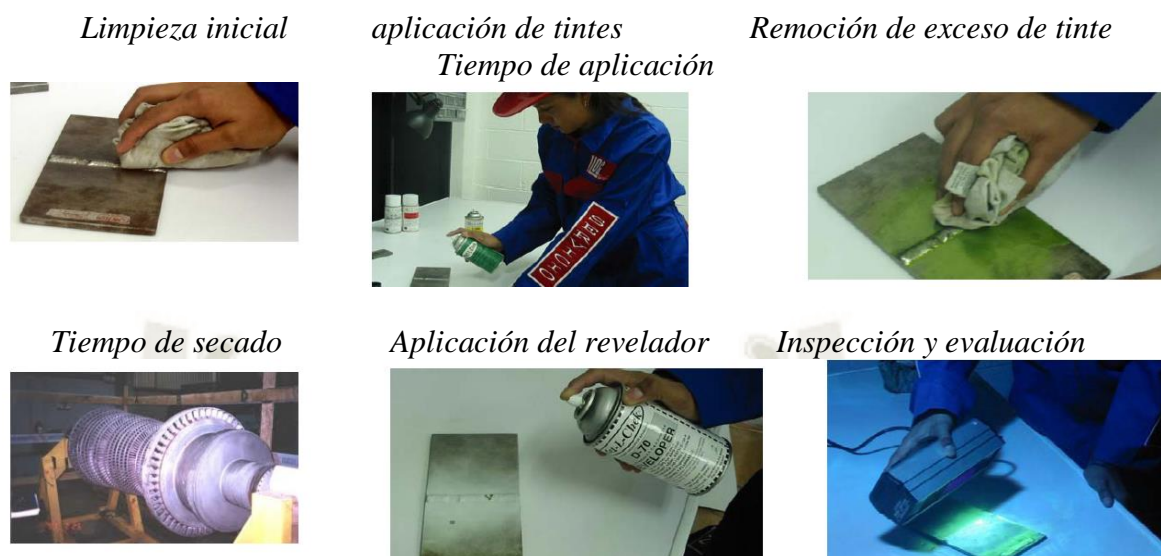 Limpieza inicial aplicación de tintes Remoción de exceso de tinte
Tiempo de aplicación
Tiempo de secado Aplicación del revelador Inspección y evaluación
D-70